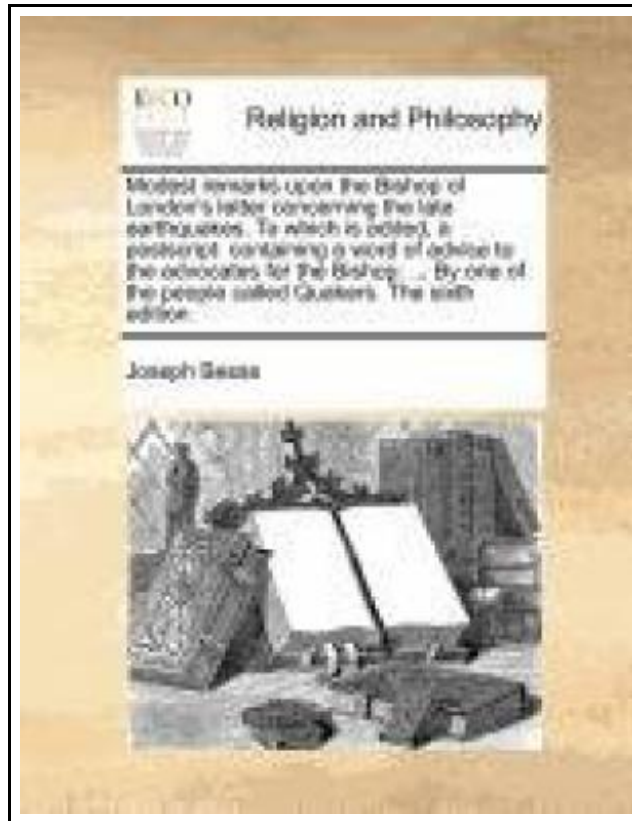 ECCO
Religion and Philosophy
Modest remarks upon the Bishop of
London's letter concerning the late
earthquakes. To which is added, a
postscript, containing a word of advise to
the advocates for the Bishop. ... By one of
the people called Quakers. The sixth
edition.
Joseph Besse